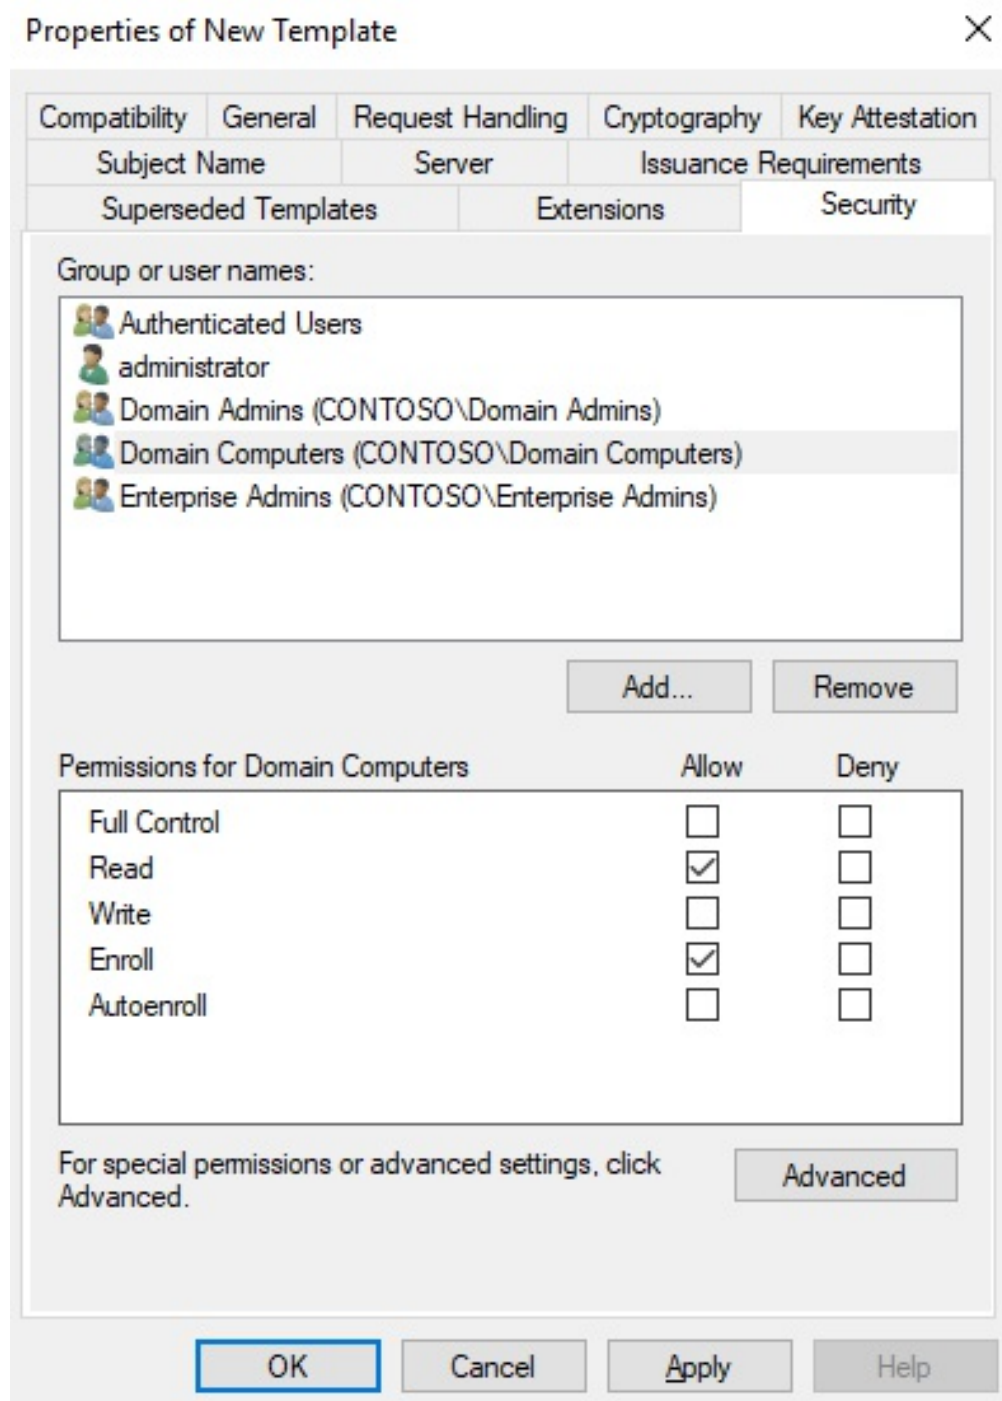 Properties of New Template
Compatibility General Request Handling Cryptography Key Attestation
Subject Name Server Issuance Requirements
Superseded Templates Extensions Security
Group or user names:
Authenticated Users
administrator
Domain Admins (CONTOSO\Domain Admins)
Domain Computers (CONTOSO\Domain Computers)
Enterprise Admins (CONTOSO\Enterprise Admins)
Add... Remove
Permissions for Domain Computers Allow Deny
Full Control
Read
Write
Enroll
Autoenroll
For special permissions or advanced settings, click
Advanced.
Advanced
OK Cancel Apply Help